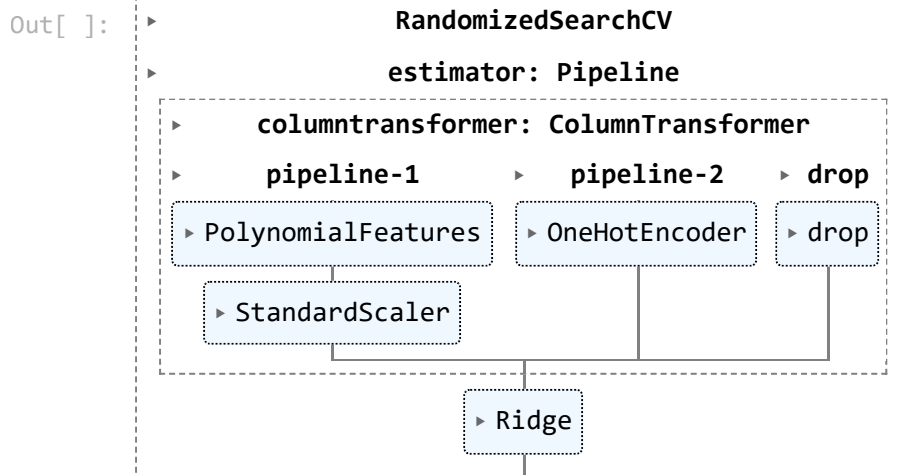 Out[ ]:
RandomizedSearchCV
estimator: Pipeline
columntransformer: ColumnTransformer
pipeline-1 pipeline-2 drop
PolynomialFeatures OneHotEncoder drop
StandardScaler
Ridge